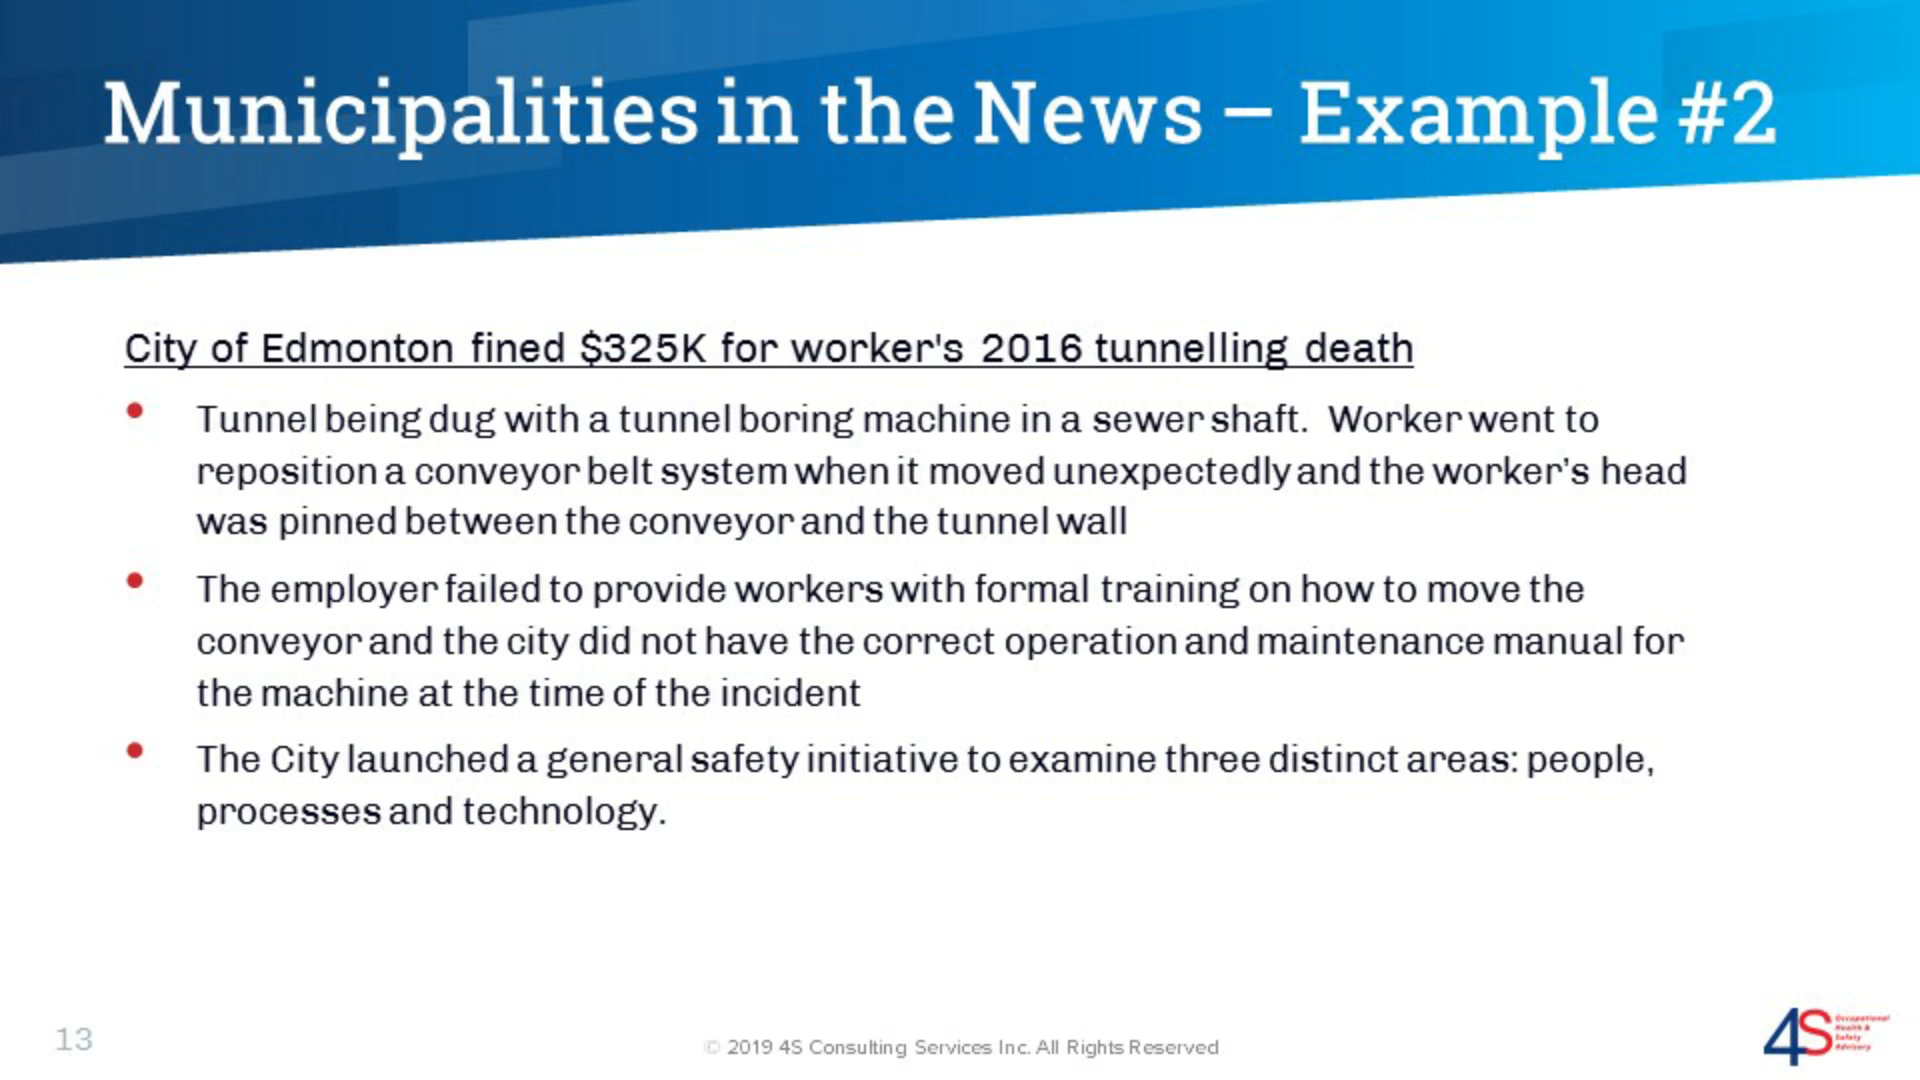 Municipalities in the News – Example #2
City of Edmonton fined $325K for worker's 2016 tunnelling death
• Tunnel being dug with a tunnel boring machine in a sewer shaft. Worker went to
reposition a conveyor belt system when it moved unexpectedly and the worker's head
was pinned between the conveyor and the tunnel wall
• The employer failed to provide workers with formal training on how to move the
conveyor and the city did not have the correct operation and maintenance manual for
the machine at the time of the incident
• The City launched a general safety initiative to examine three distinct areas: people,
processes and technology.
13
© 2019 4S Consulting Services Inc. All Rights Reserved
4S
Occupational
Health &
Safety
Advisory